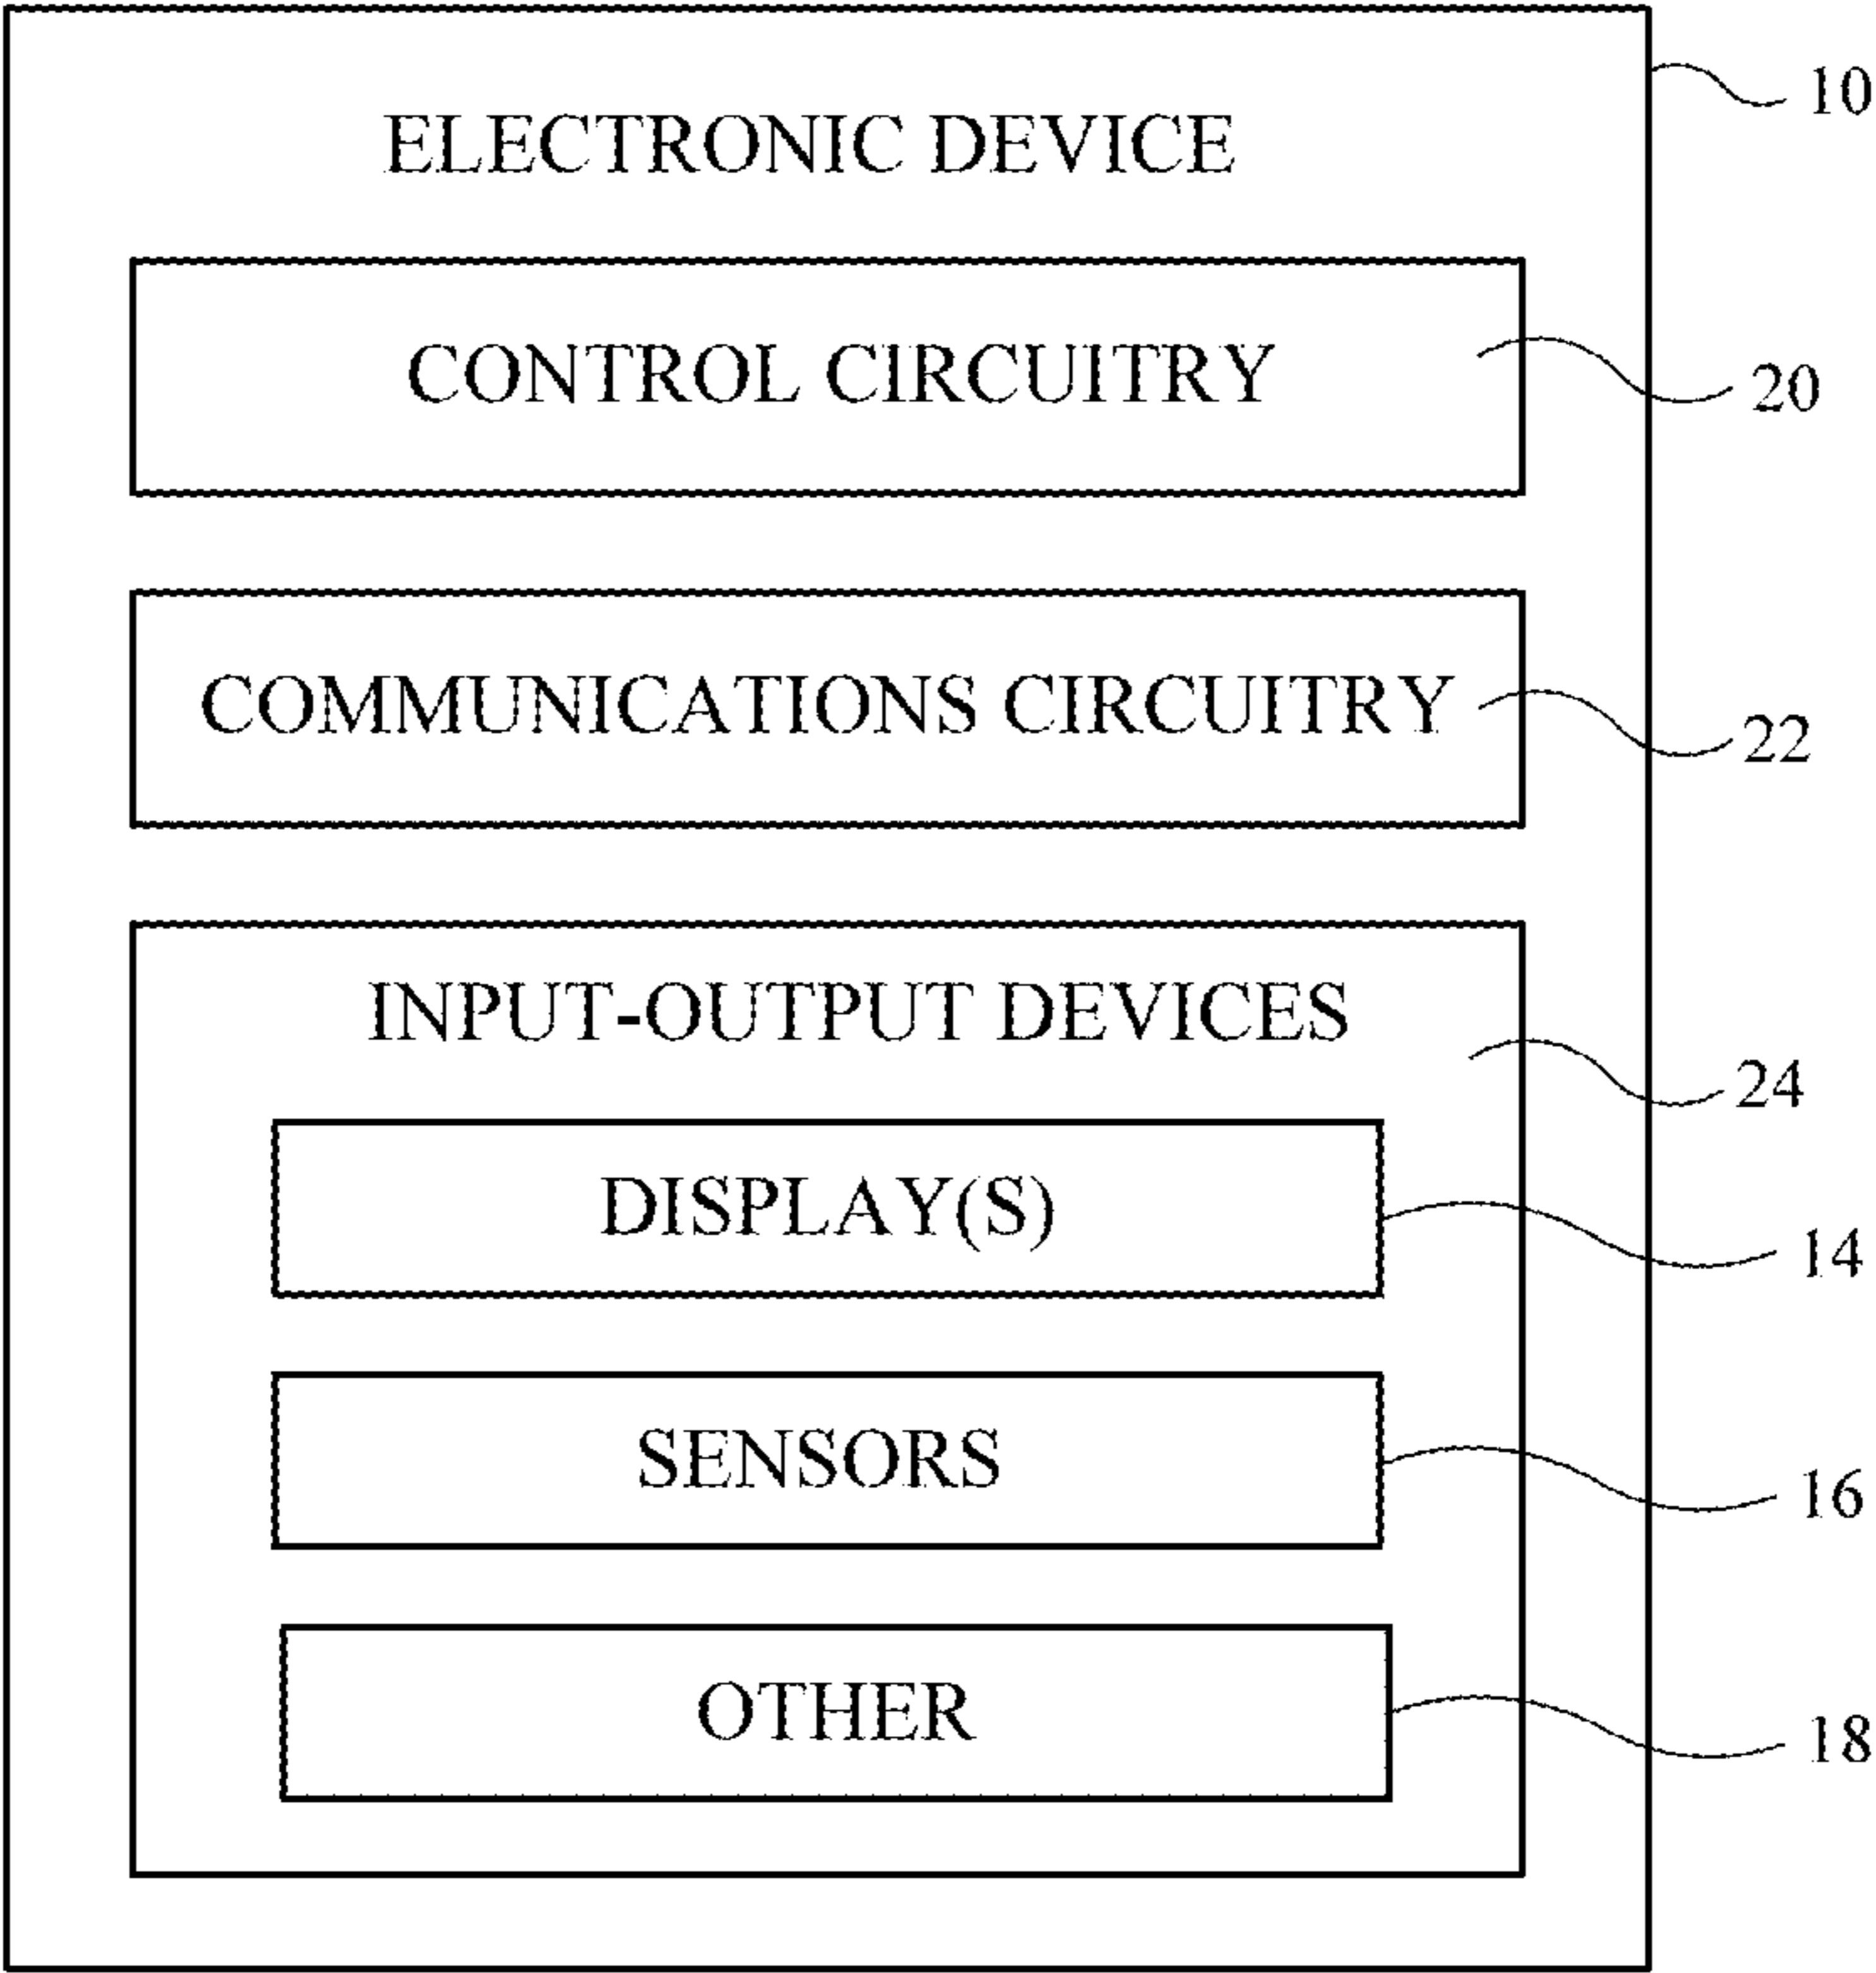 10
ELECTRONIC DEVICE
CONTROL CIRCUITRY
20
COMMUNICATIONS CIRCUITRY
22
INPUT-OUTPUT DEVICES
24
DISPLAY(S)
14
SENSORS
16
OTHER
18